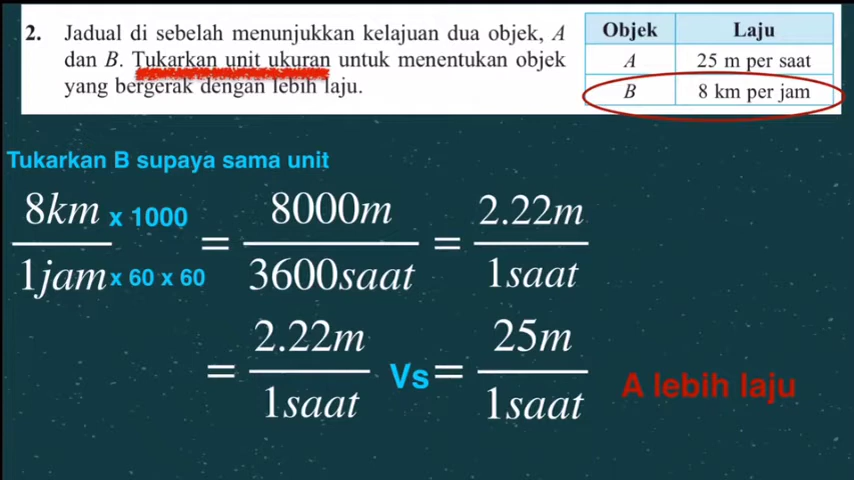 2. Jadual di sebelah menunjukkan kelajuan dua objek, A
dan B. Tukarkan unit ukuran untuk menentukan objek
yang bergerak dengan lebih laju.
Objek Laju
A 25 m per saat
B 8 km per jam
Tukarkan B supaya sama unit
8km x 1000 = 8000m = 2.22m
1jam x 60 x 60 3600saat 1saat
= 2.22m Vs = 25m
1saat 1saat
A lebih laju